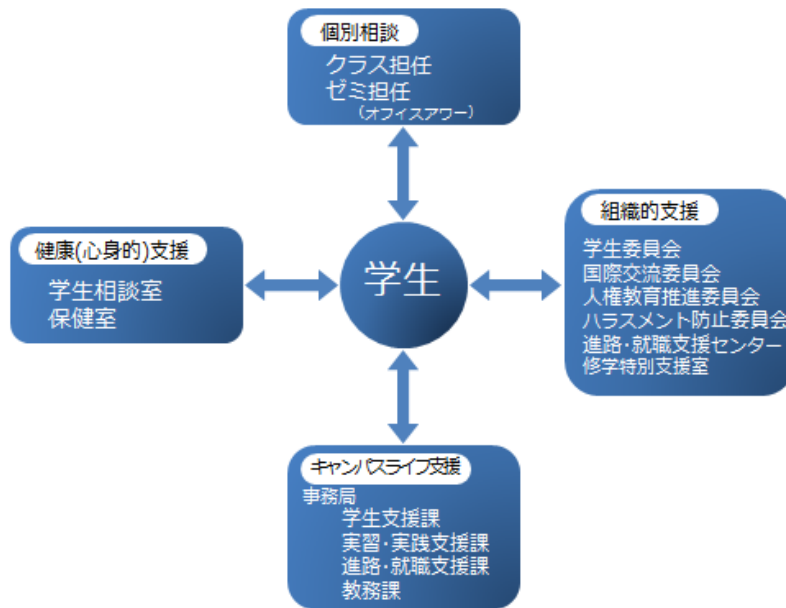 個別相談
クラス担任
ゼミ担任
(オフィスアワー)
組織的支援
学生委員会
国際交流委員会
人権教育推進委員会
ハラスメント防止委員会
進路・就職支援センター
修学特別支援室
健康(心身的)支援
学生相談室
保健室
学生
キャンパスライフ支援
事務局
学生支援課
実習・実践支援課
進路・就職支援課
教務課